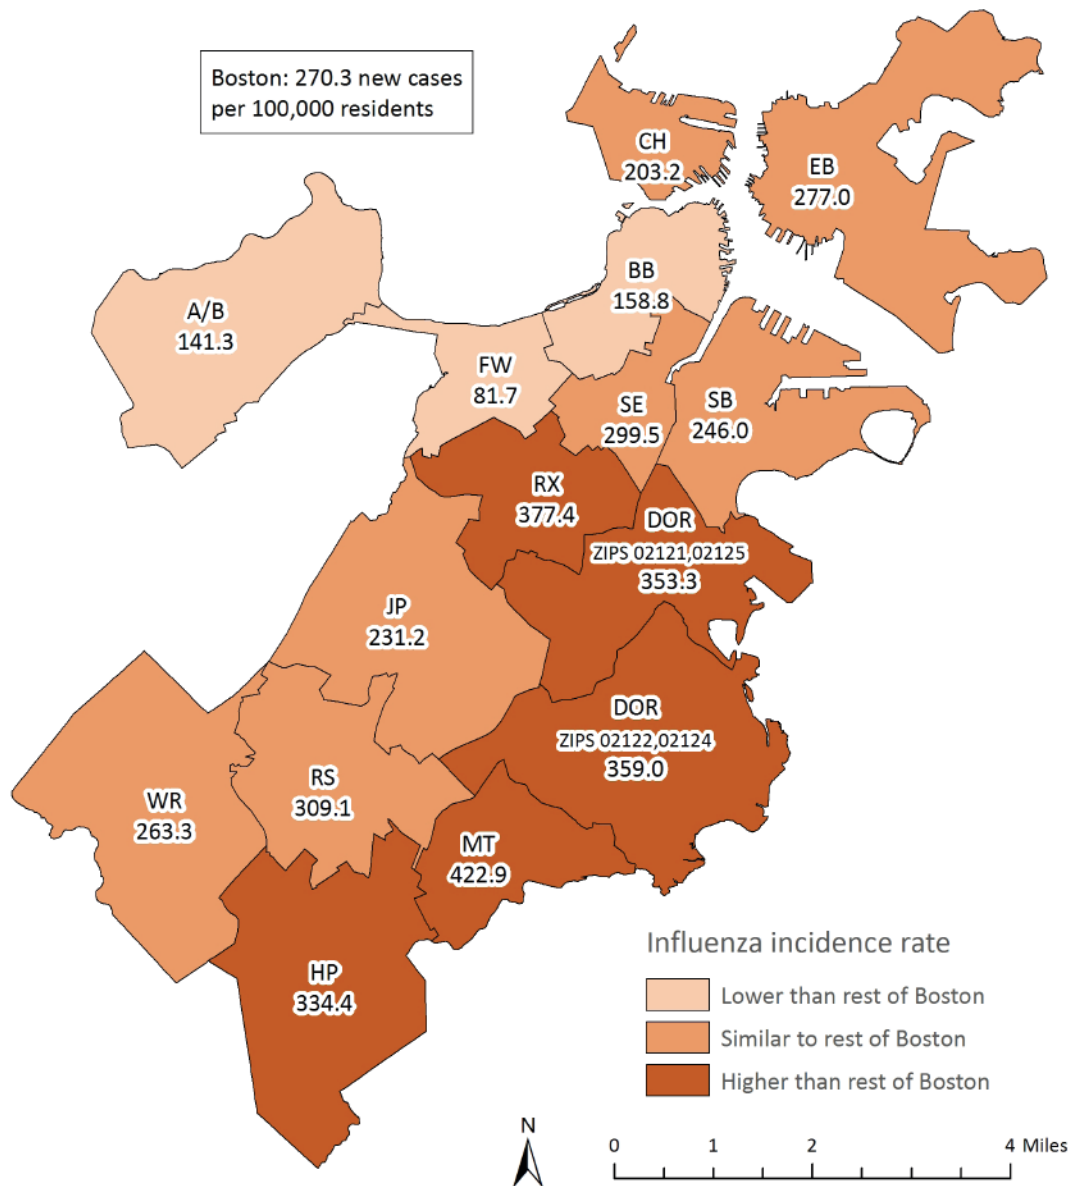 Boston: 270.3 new cases
per 100,000 residents
CH
203.2
EB
277.0
BB
158.8
A/B
141.3
FW
81.7
SE
299.5
SB
246.0
RX
377.4
DOR
ZIPS 02121,02125
353.3
JP
231.2
DOR
ZIPS 02122,02124
359.0
RS
309.1
WR
263.3
MT
422.9
HP
334.4
Influenza incidence rate
Lower than rest of Boston
Similar to rest of Boston
Higher than rest of Boston
N
0 1 2 4 Miles